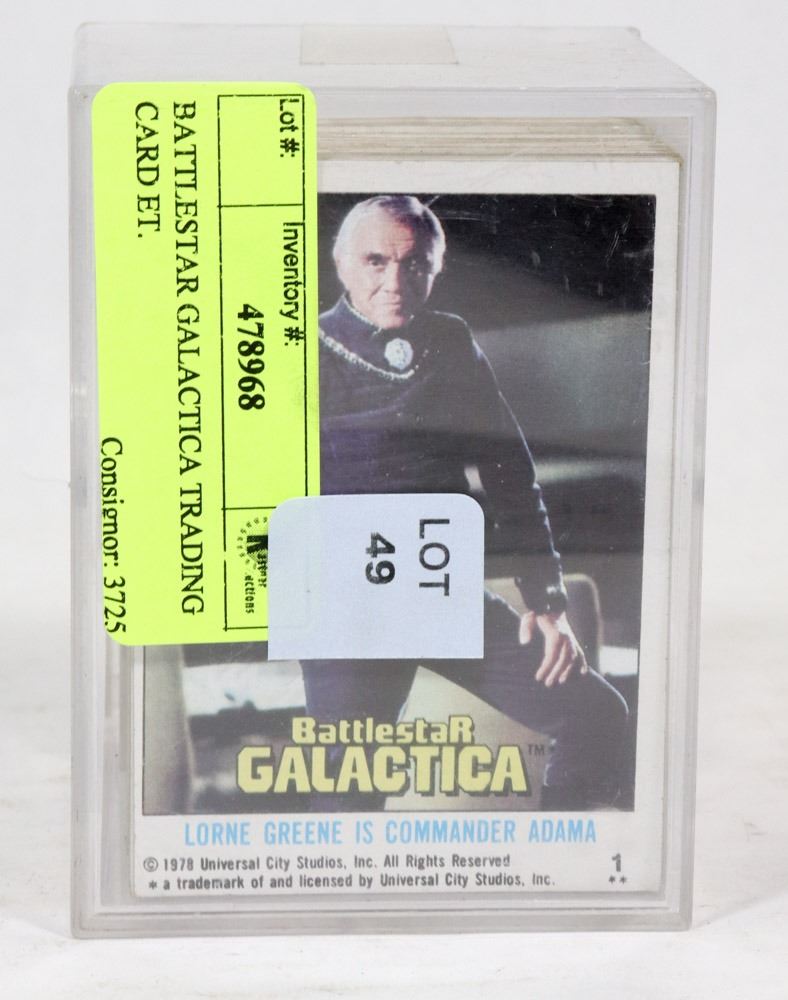 Lot #:
Inventory #:
478968
BATTLESTAR GALACTICA TRADING
CARD ET.
Consignor: 3725
LOT
49
BattlestaR
GALACTICA™
LORNE GREENE IS COMMANDER ADAMA
© 1978 Universal City Studios, Inc. All Rights Reserved
* a trademark of and licensed by Universal City Studios, Inc.
1
**